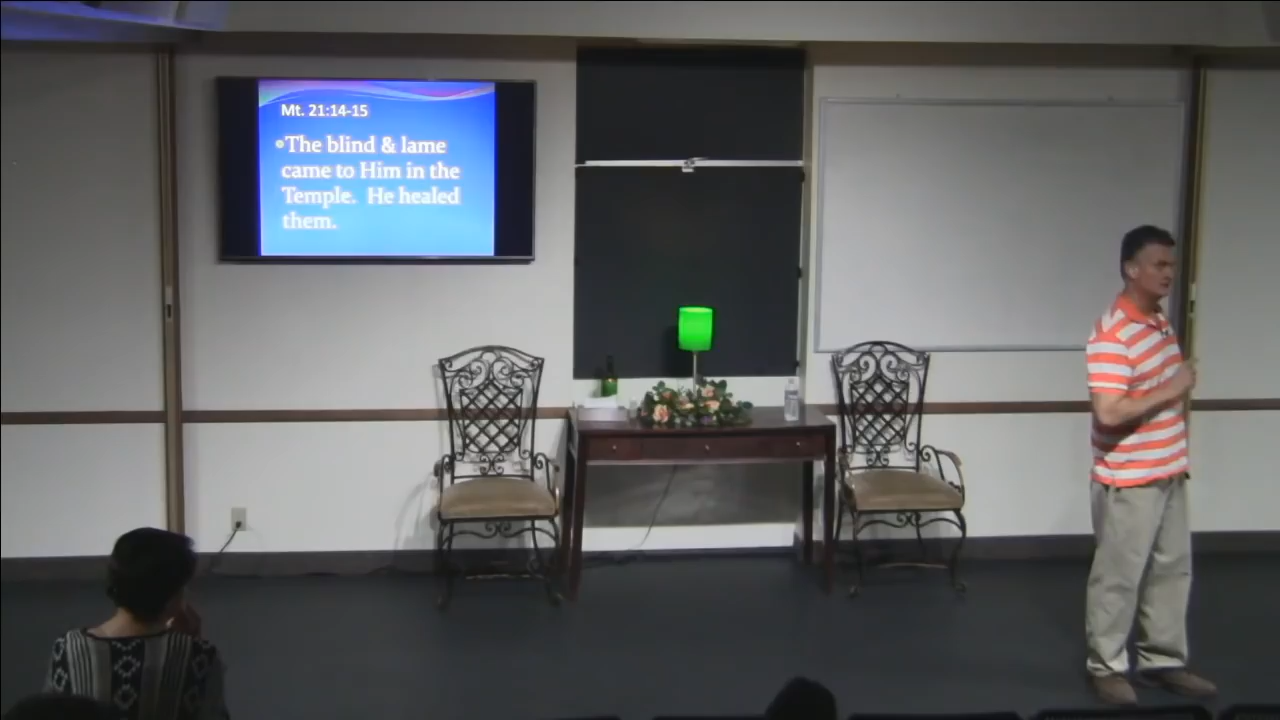 Mt. 21:14-15
•The blind & lame
came to Him in the
Temple.  He healed
them.